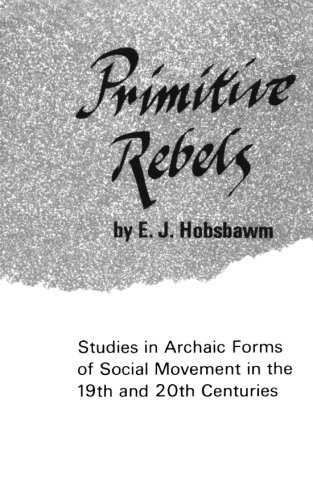 Primitive
Rebels
by E. J. Hobsbawm
Studies in Archaic Forms
of Social Movement in the
19th and 20th Centuries